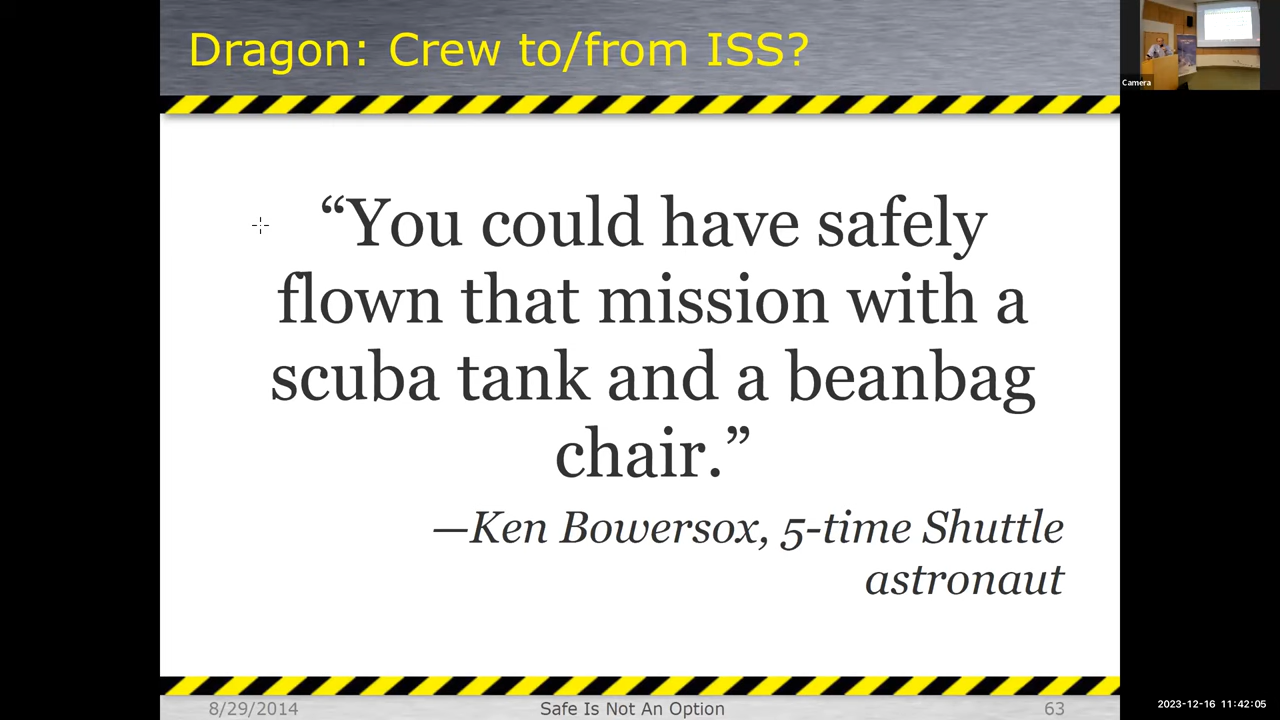 Dragon: Crew to/from ISS?
Camera
“You could have safely
flown that mission with a
scuba tank and a beanbag
chair.”
—Ken Bowersox, 5-time Shuttle
astronaut
8/29/2014
Safe Is Not An Option
63
2023-12-16 11:42:05